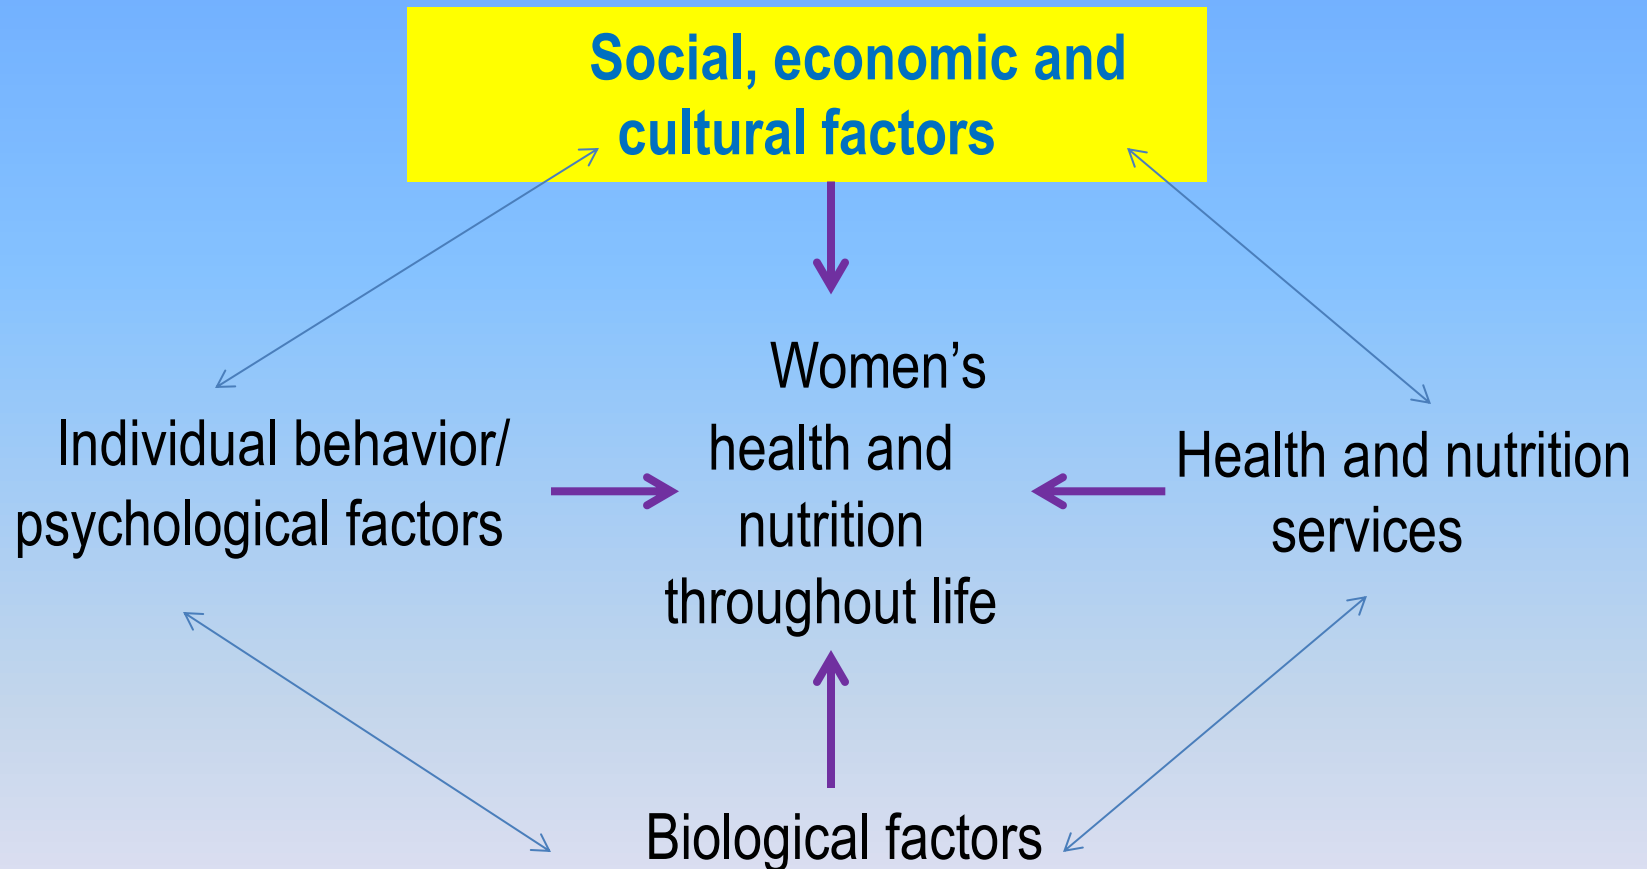 Social, economic and
cultural factors
Women’s
health and
nutrition
throughout life
Individual behavior/
psychological factors
Health and nutrition
services
Biological factors